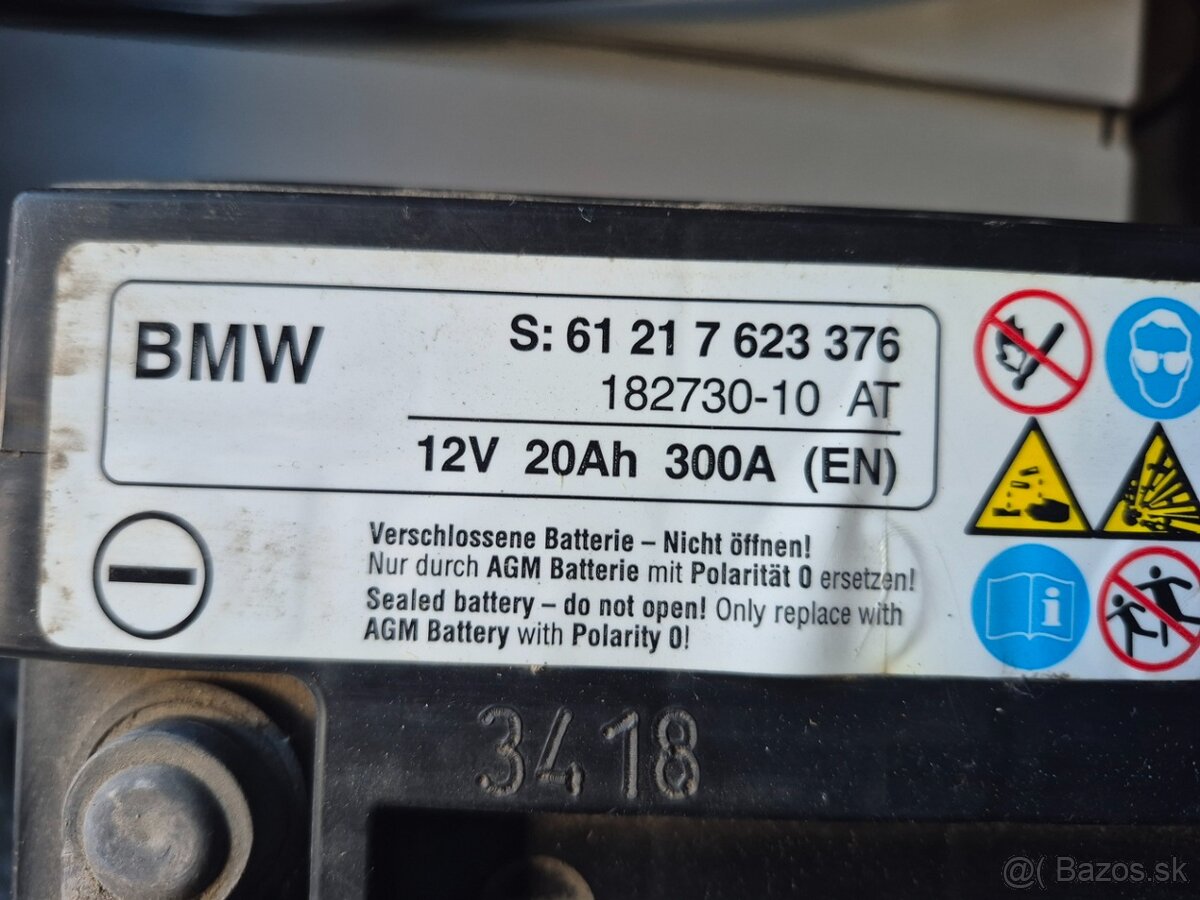 BMW
S: 61 21 7 623 376
182730-10 AT
12V 20Ah 300A (EN)
Verschlossene Batterie – Nicht öffnen!
Nur durch AGM Batterie mit Polarität 0 ersetzen!
Sealed battery – do not open! Only replace with
AGM Battery with Polarity 0!
3418
@( Bazos.sk